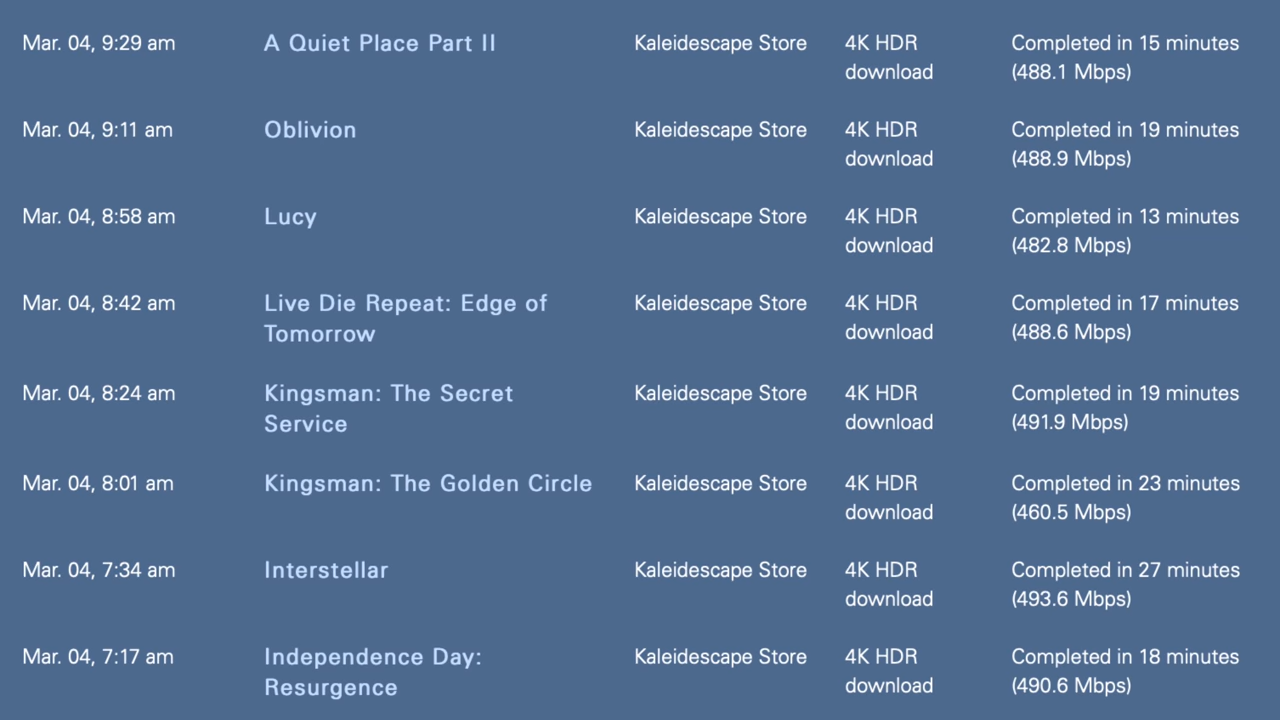 Mar. 04, 9:29 am A Quiet Place Part II Kaleidescape Store 4K HDR Completed in 15 minutes
download (488.1 Mbps)
Mar. 04, 9:11 am Oblivion Kaleidescape Store 4K HDR Completed in 19 minutes
download (488.9 Mbps)
Mar. 04, 8:58 am Lucy Kaleidescape Store 4K HDR Completed in 13 minutes
download (482.8 Mbps)
Mar. 04, 8:42 am Live Die Repeat: Edge of Kaleidescape Store 4K HDR Completed in 17 minutes
Tomorrow download (488.6 Mbps)
Mar. 04, 8:24 am Kingsman: The Secret Kaleidescape Store 4K HDR Completed in 19 minutes
Service download (491.9 Mbps)
Mar. 04, 8:01 am Kingsman: The Golden Circle Kaleidescape Store 4K HDR Completed in 23 minutes
download (460.5 Mbps)
Mar. 04, 7:34 am Interstellar Kaleidescape Store 4K HDR Completed in 27 minutes
download (493.6 Mbps)
Mar. 04, 7:17 am Independence Day: Kaleidescape Store 4K HDR Completed in 18 minutes
Resurgence download (490.6 Mbps)